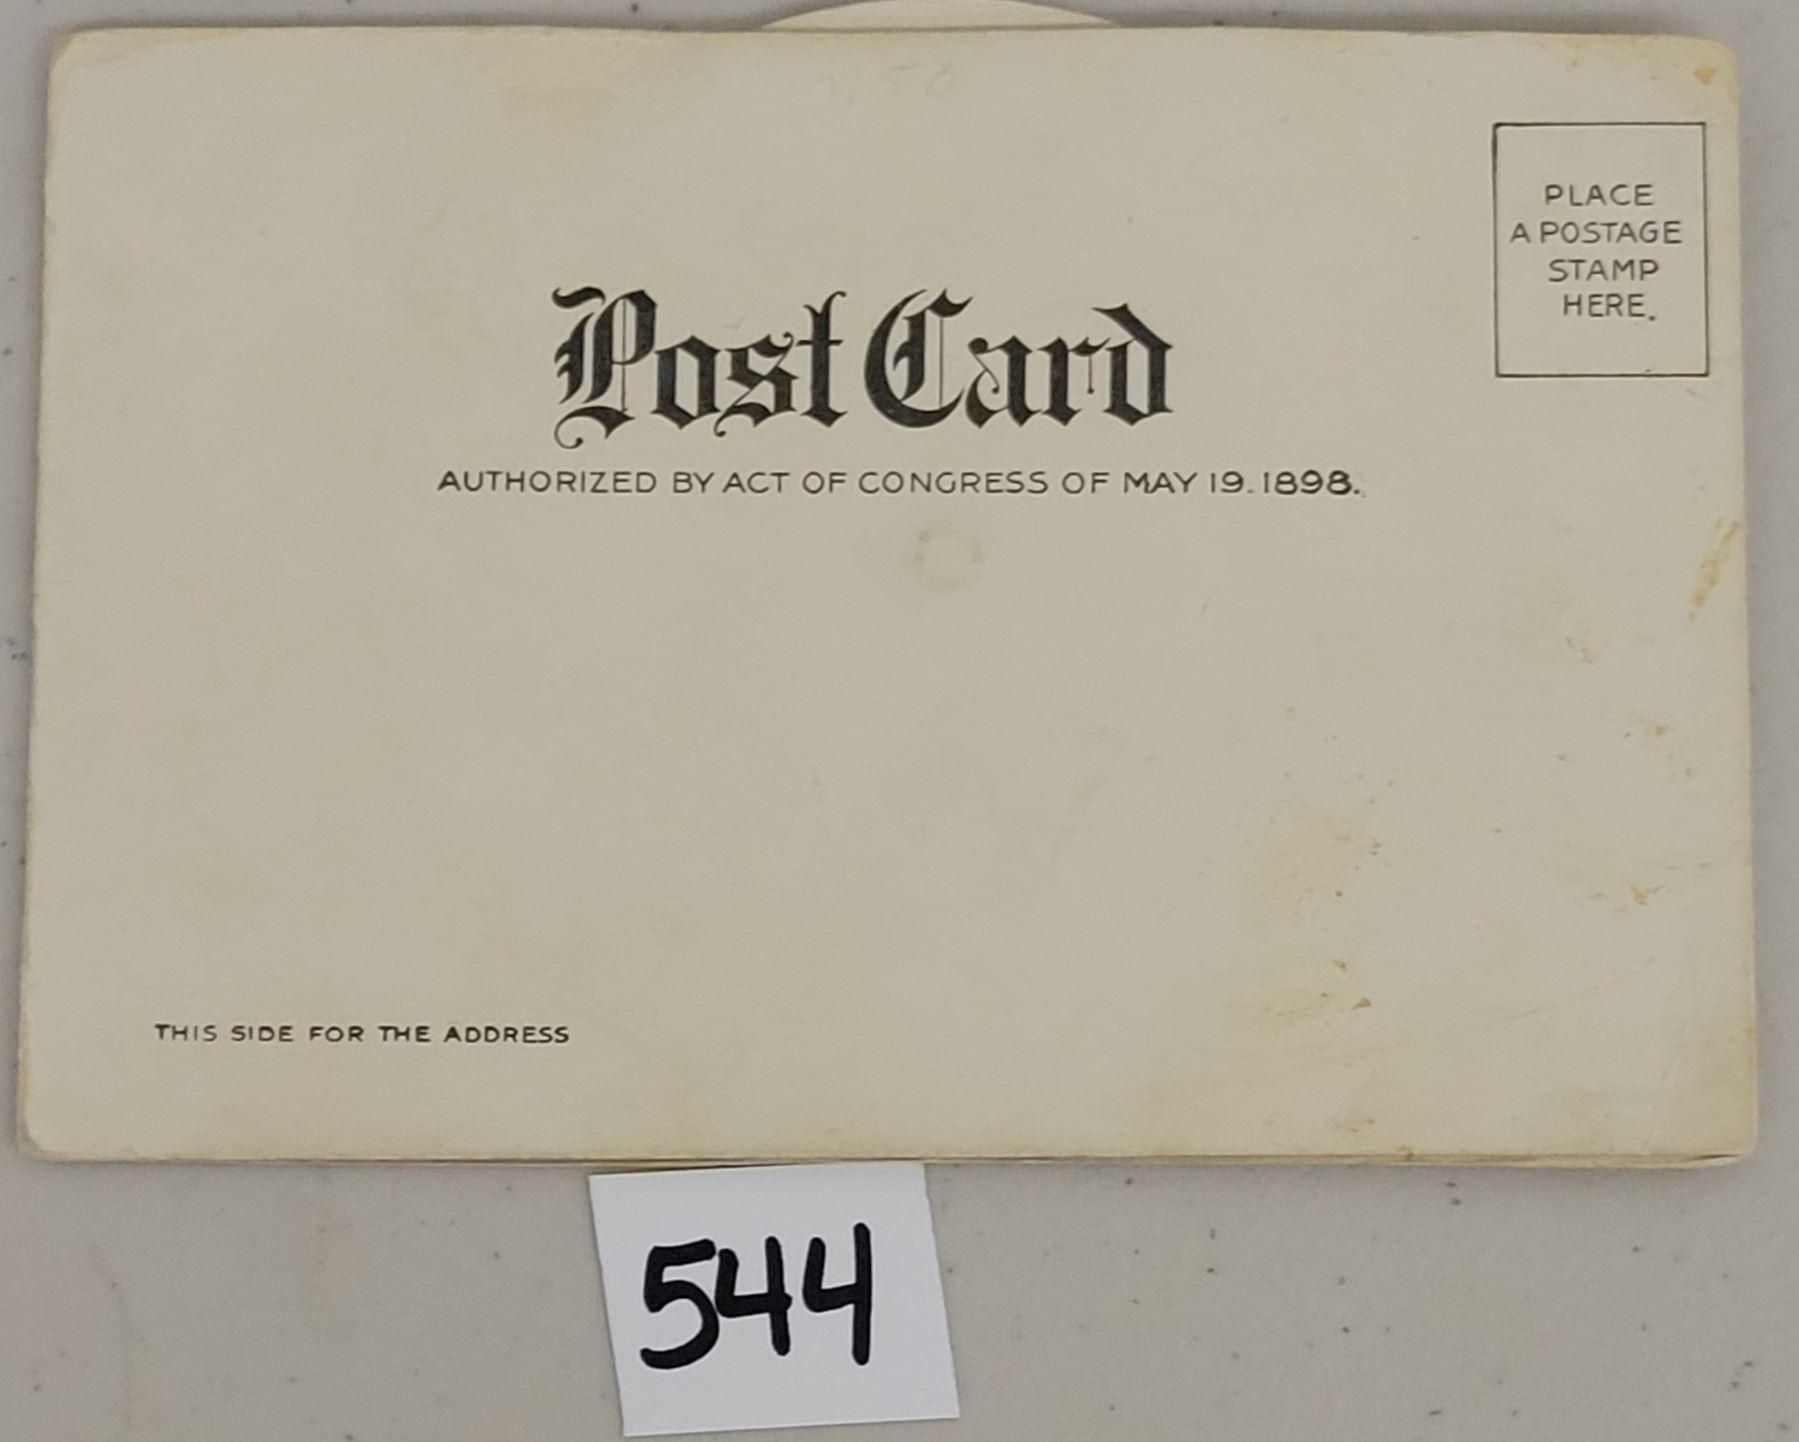 PLACE
A POSTAGE
STAMP
HERE.
Post Card
AUTHORIZED BY ACT OF CONGRESS OF MAY 19.1898.
THIS SIDE FOR THE ADDRESS
544